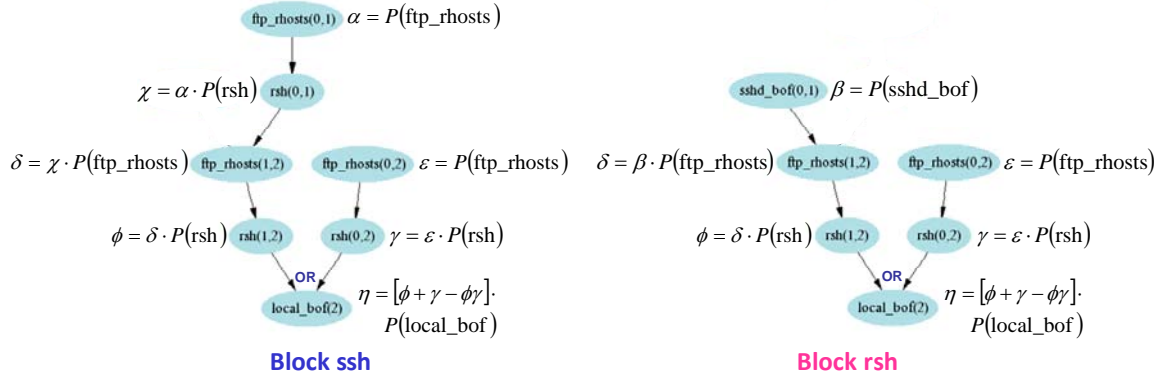 ftp_rhosts(0,1) α = P(ftp_rhosts)
χ = α · P(rsh) rsh(0,1)
δ = χ · P(ftp_rhosts) ftp_rhosts(1,2) ftp_rhosts(0,2) ε = P(ftp_rhosts)
ϕ = δ · P(rsh) rsh(1,2) rsh(0,2) γ = ε · P(rsh)
OR
local_bof(2) η = [ϕ + γ − ϕγ]·
P(local_bof)
Block ssh
sshd_bof(0,1) β = P(sshd_bof)
δ = β · P(ftp_rhosts) ftp_rhosts(1,2) ftp_rhosts(0,2) ε = P(ftp_rhosts)
ϕ = δ · P(rsh) rsh(1,2) rsh(0,2) γ = ε · P(rsh)
OR
local_bof(2) η = [ϕ + γ − ϕγ]·
P(local_bof)
Block rsh